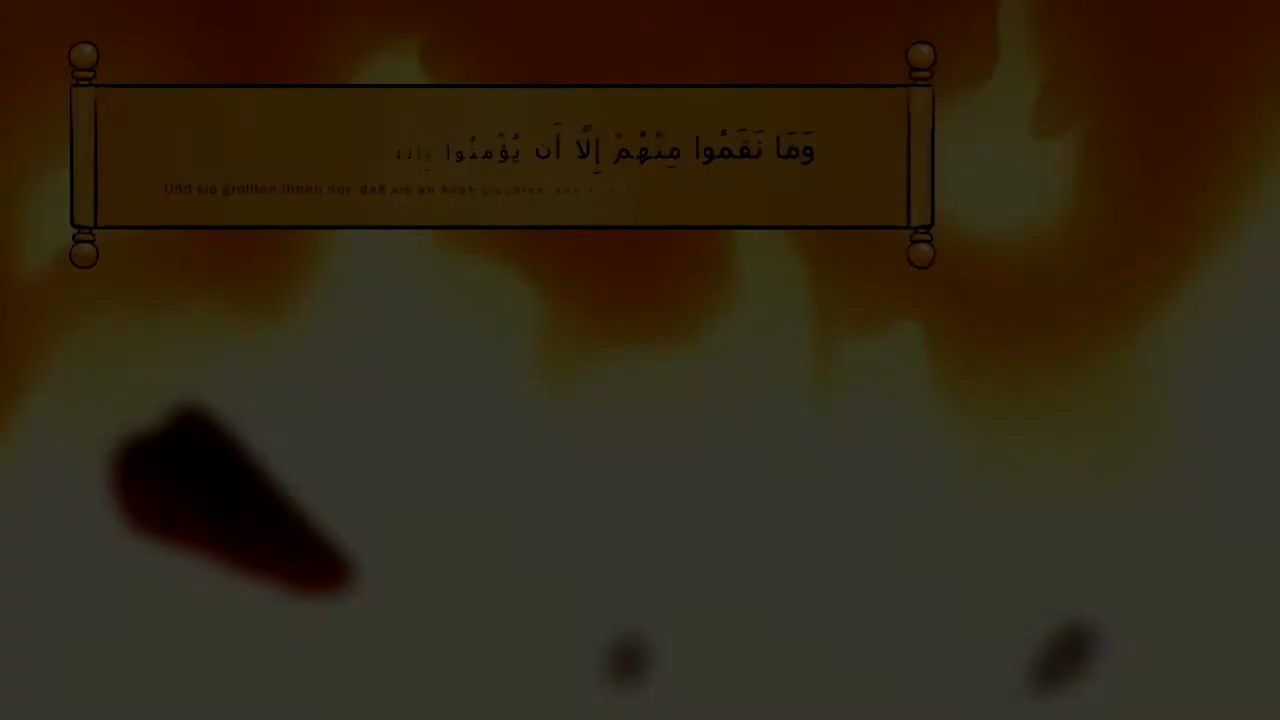 وَمَا نَقَمُوا مِنْهُمْ إِلَّا أَن يُؤْمِنُوا
Und sie grollten ihnen nur, daß sie an Allah glaubten,